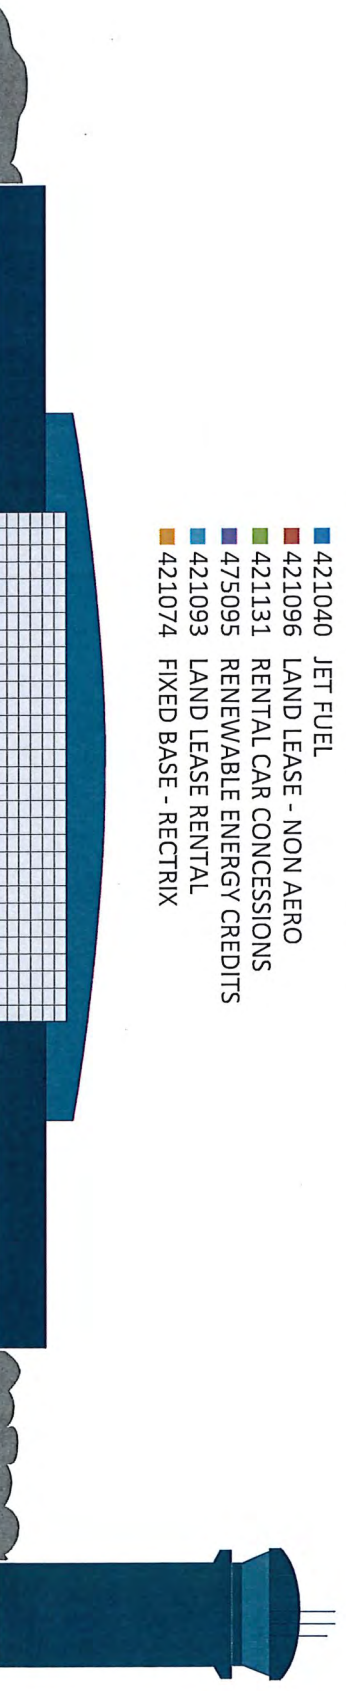 421040 JET FUEL
421096 LAND LEASE - NON AERO
421131 RENTAL CAR CONCESSIONS
475095 RENEWABLE ENERGY CREDITS
421093 LAND LEASE RENTAL
421074 FIXED BASE - RECTRIX